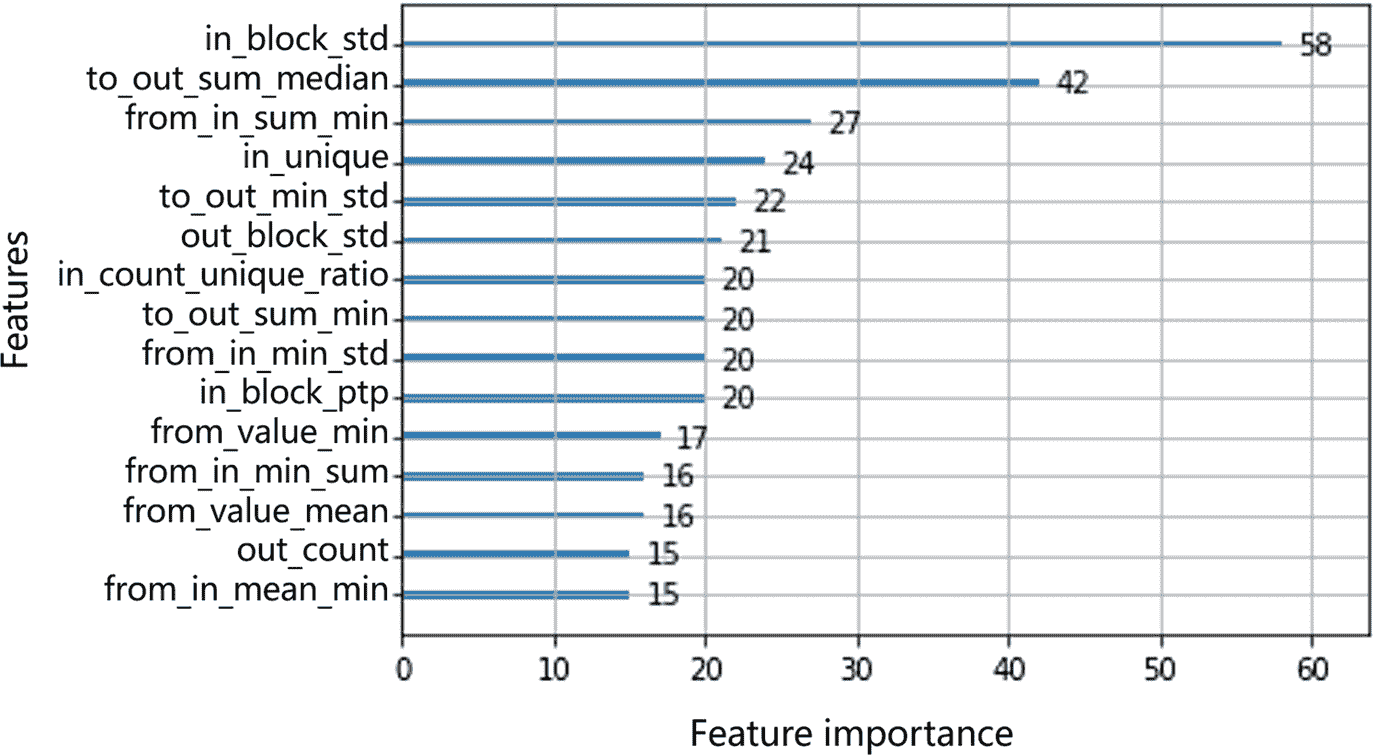 in_block_std 58
to_out_sum_median 42
from_in_sum_min 27
in_unique 24
to_out_min_std 22
out_block_std 21
in_count_unique_ratio 20
to_out_sum_min 20
from_in_min_std 20
in_block_ptp 20
from_value_min 17
from_in_min_sum 16
from_value_mean 16
out_count 15
from_in_mean_min 15
Features
0 10 20 30 40 50 60
Feature importance